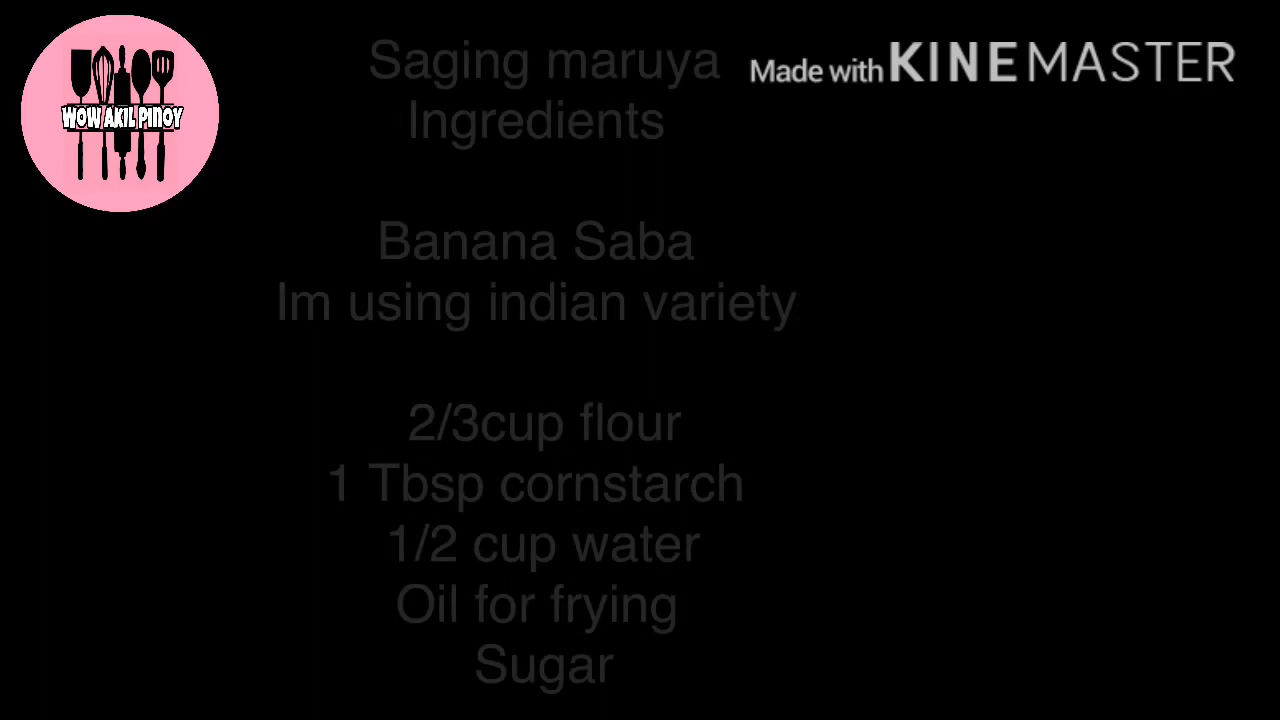 WOW AKIL PINOY
Made with KINEMASTER
Saging maruya
Ingredients
Banana Saba
Im using indian variety
2/3cup flour
1 Tbsp cornstarch
1/2 cup water
Oil for frying
Sugar